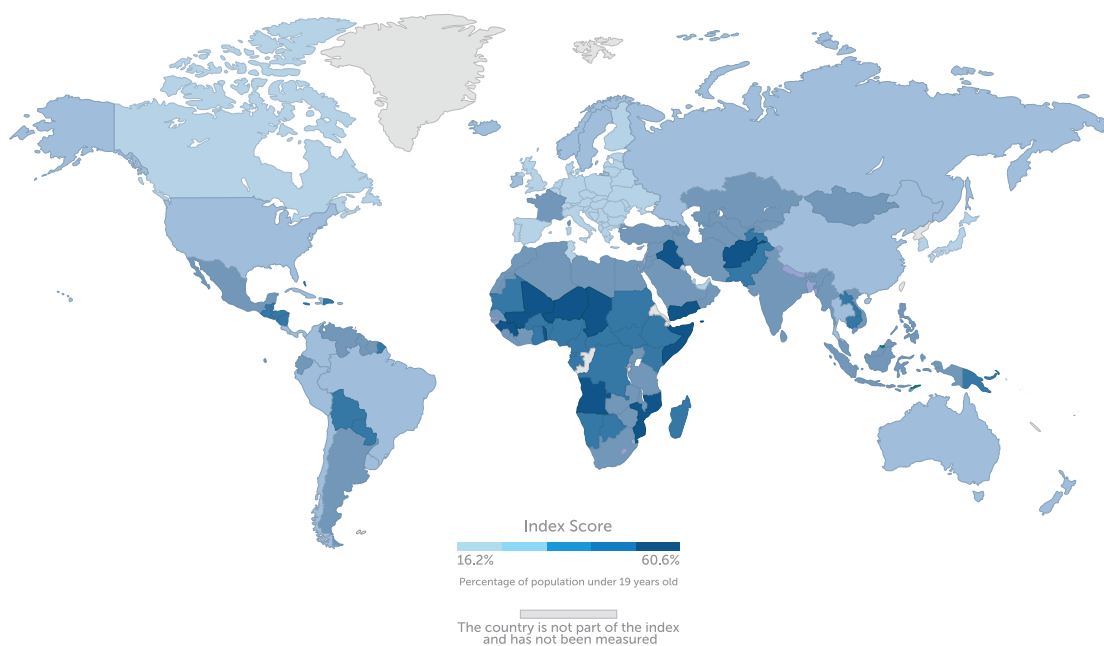 Index Score
16.2% 60.6%
Percentage of population under 19 years old
The country is not part of the index
and has not been measured